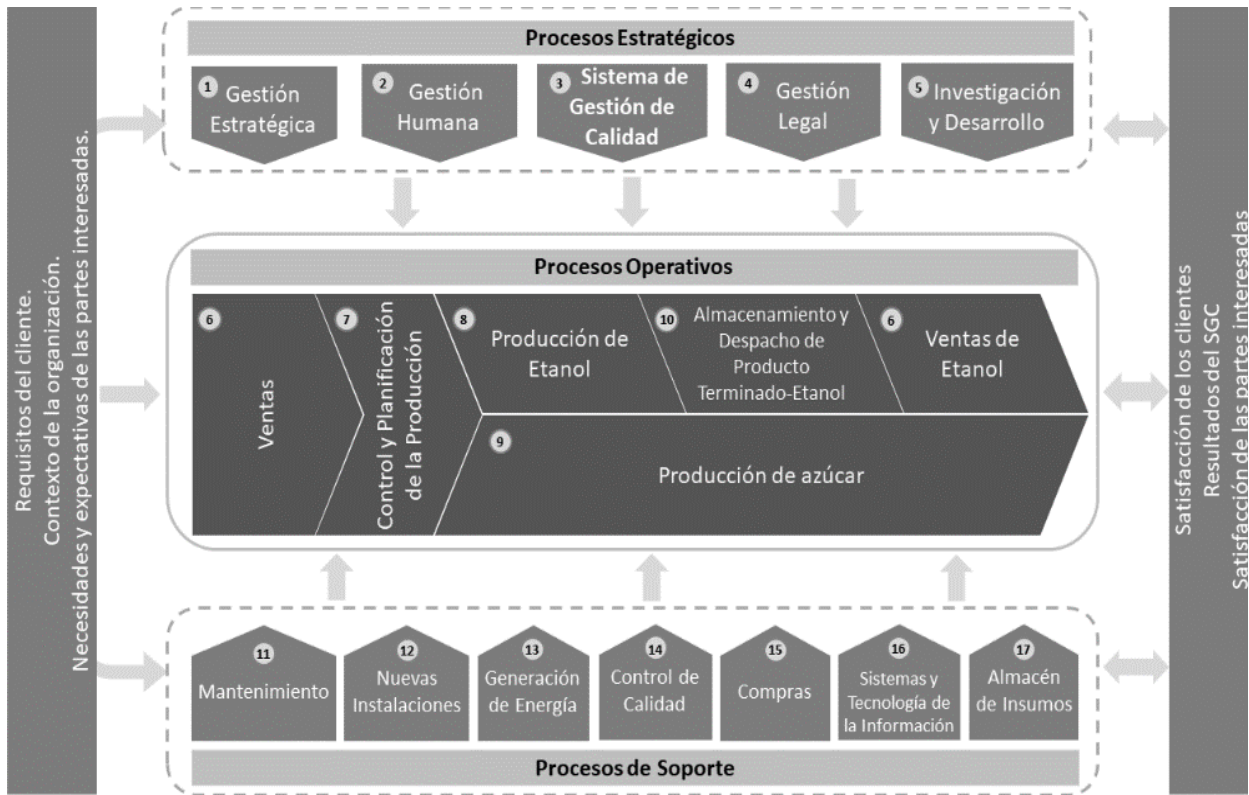 Requisitos del cliente.
Contexto de la organización.
Necesidades y expectativas de las partes interesadas.
Procesos Estratégicos
1
Gestión
Estratégica
2
Gestión
Humana
3
Sistema de
Gestión de
Calidad
4
Gestión
Legal
5
Investigación
y Desarrollo
Procesos Operativos
6
Ventas
7
Control y Planificación
de la Producción
8
Producción de
Etanol
10
Almacenamiento y
Despacho de
Producto
Terminado-Etanol
6
Ventas de
Etanol
9
Producción de azúcar
11
Mantenimiento
12
Nuevas
Instalaciones
13
Generación
de Energía
14
Control de
Calidad
15
Compras
16
Sistemas y
Tecnología de
la Información
17
Almacén
de Insumos
Procesos de Soporte
Satisfacción de los clientes
Resultados del SGC
Satisfacción de las partes interesadas